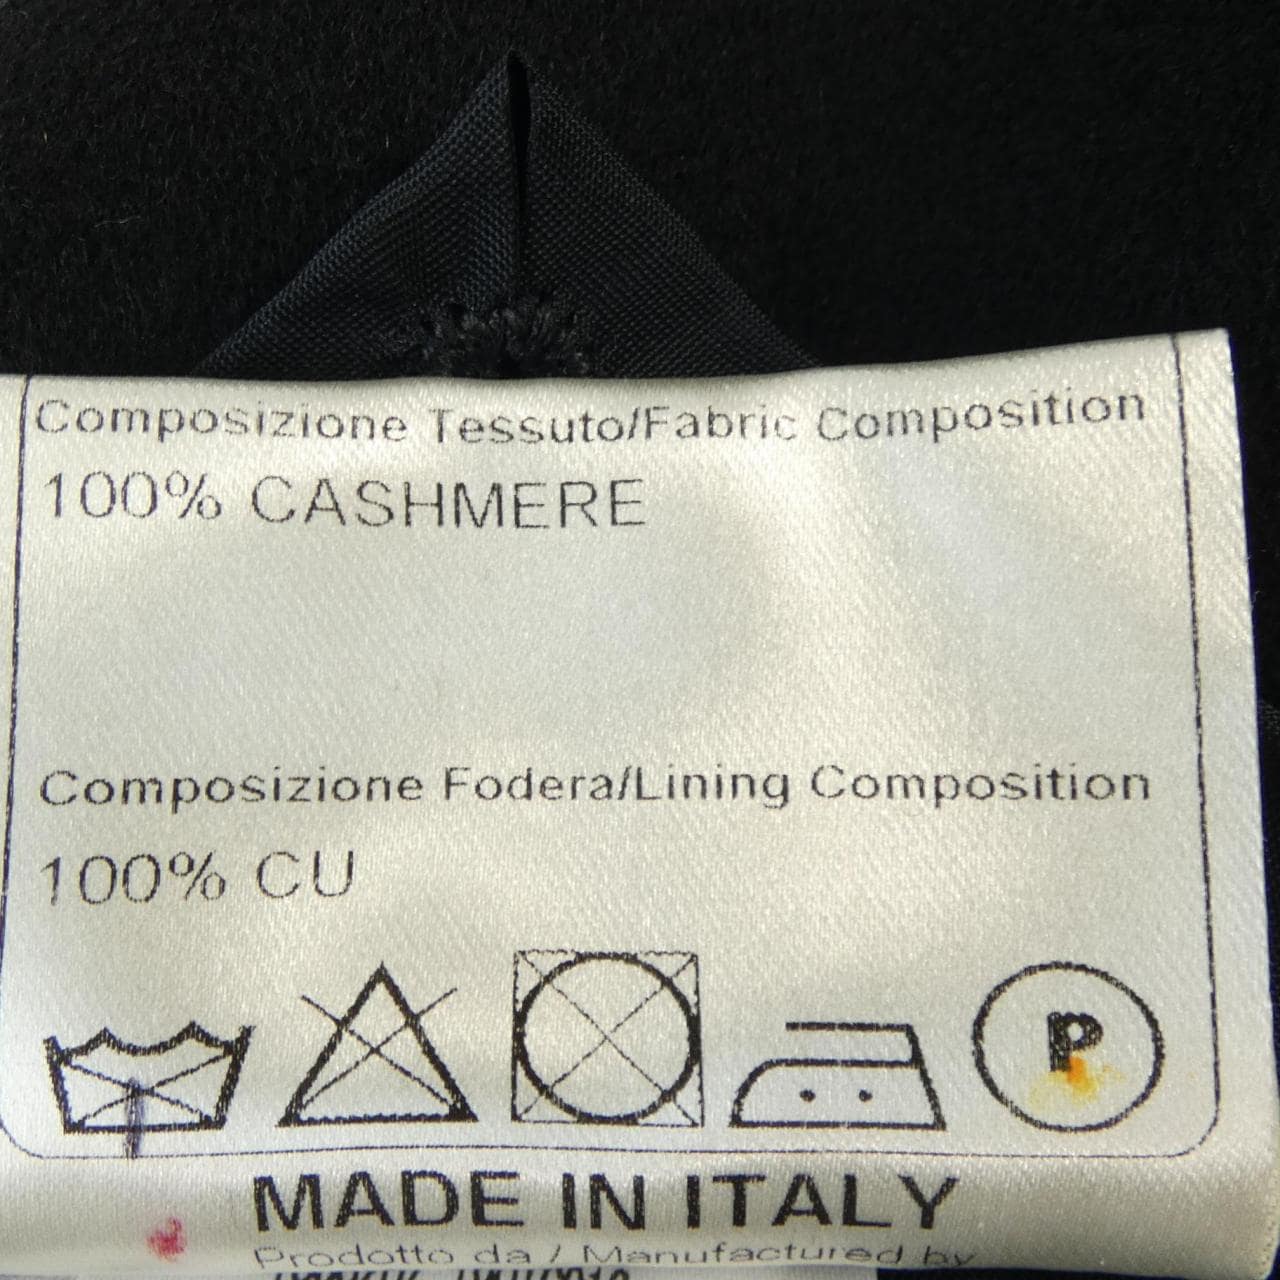 Composizione Tessuto/Fabric Composition
100% CASHMERE
Composizione Fodera/Lining Composition
100% CU
P
MADE IN ITALY
Prodotto da / Manufactured by